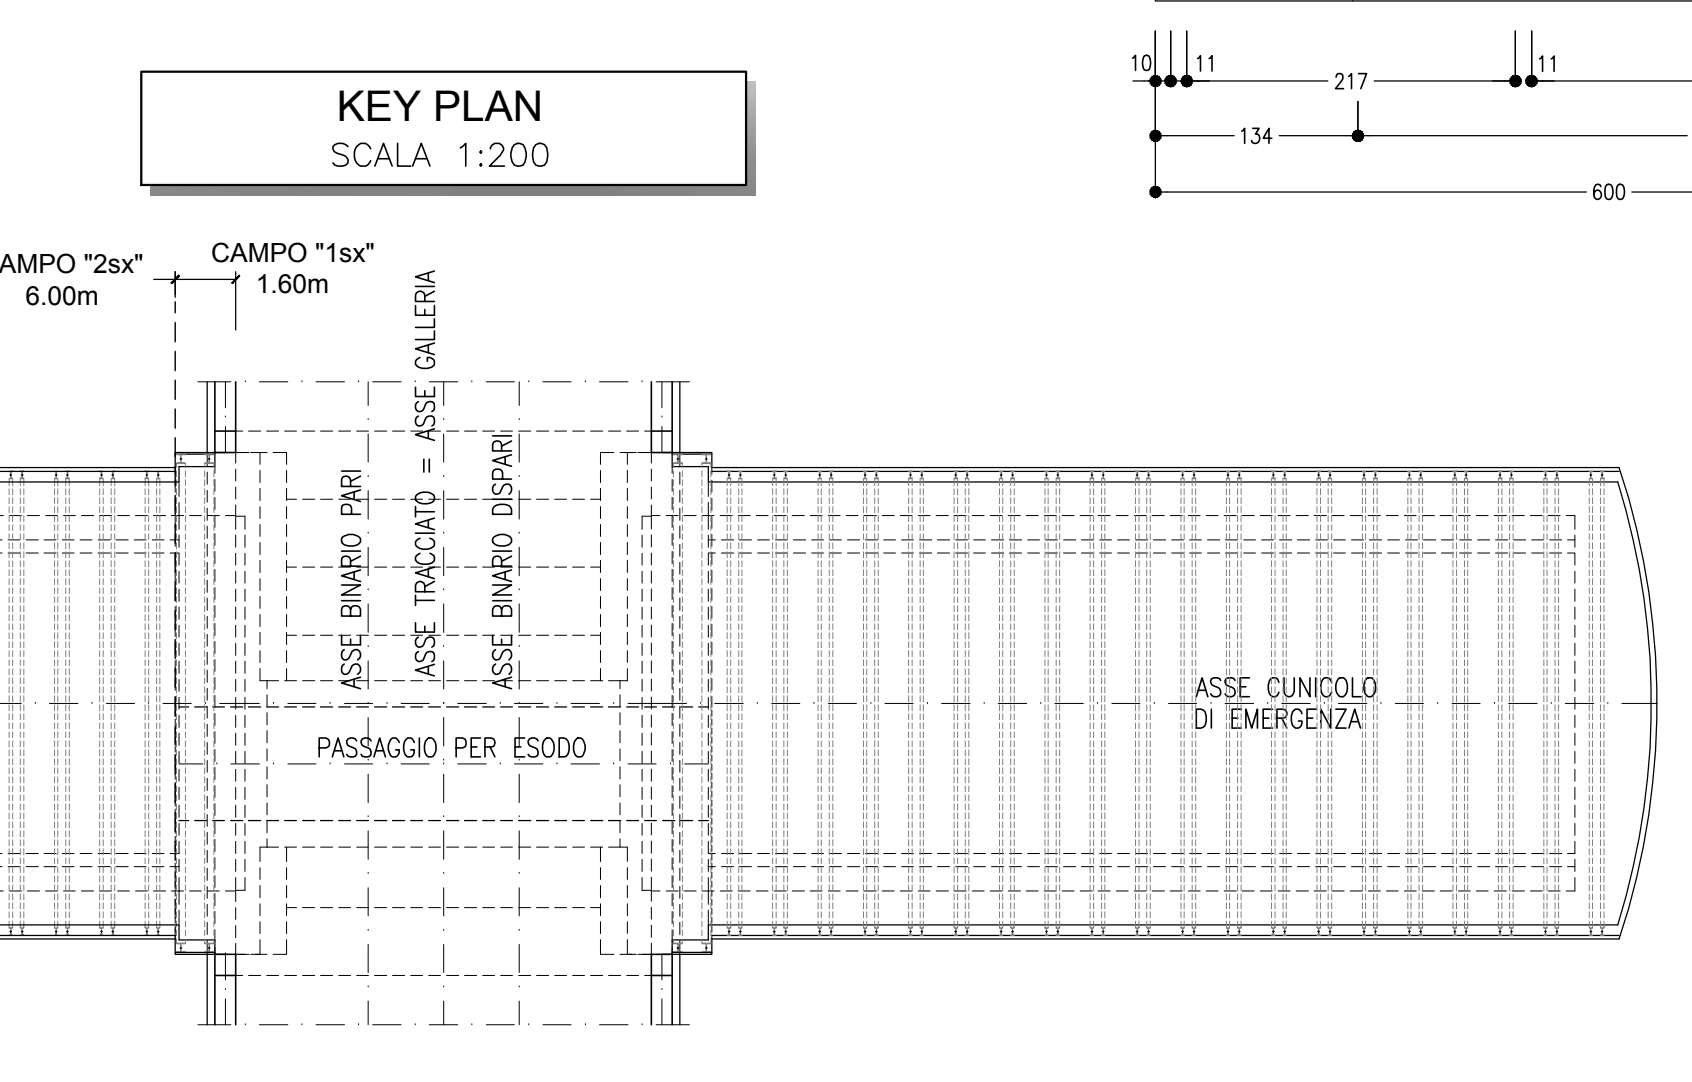 10
11
217
11
134
600
KEY PLAN
SCALA 1:200
AMPO "2sx"
6.00m
CAMPO "1sx"
1.60m
ASSE BINARIO PARI
ASSE TRACCIATO = ASSE GALLERIA
ASSE BINARIO DISPARI
PASSAGGIO PER ESODO
ASSE CUNICOLO
DI EMERGENZA